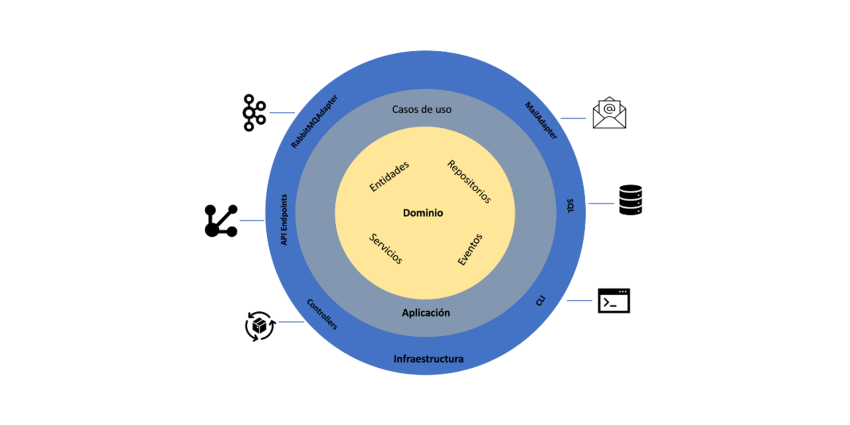 RabbitMQAdapter
Casos de uso
MailAdapter
Entidades
Repositorios
API Endpoints
Dominio
SQL
Servicios
Eventos
Controllers
Aplicación
CLI
Infraestructura
@
>_